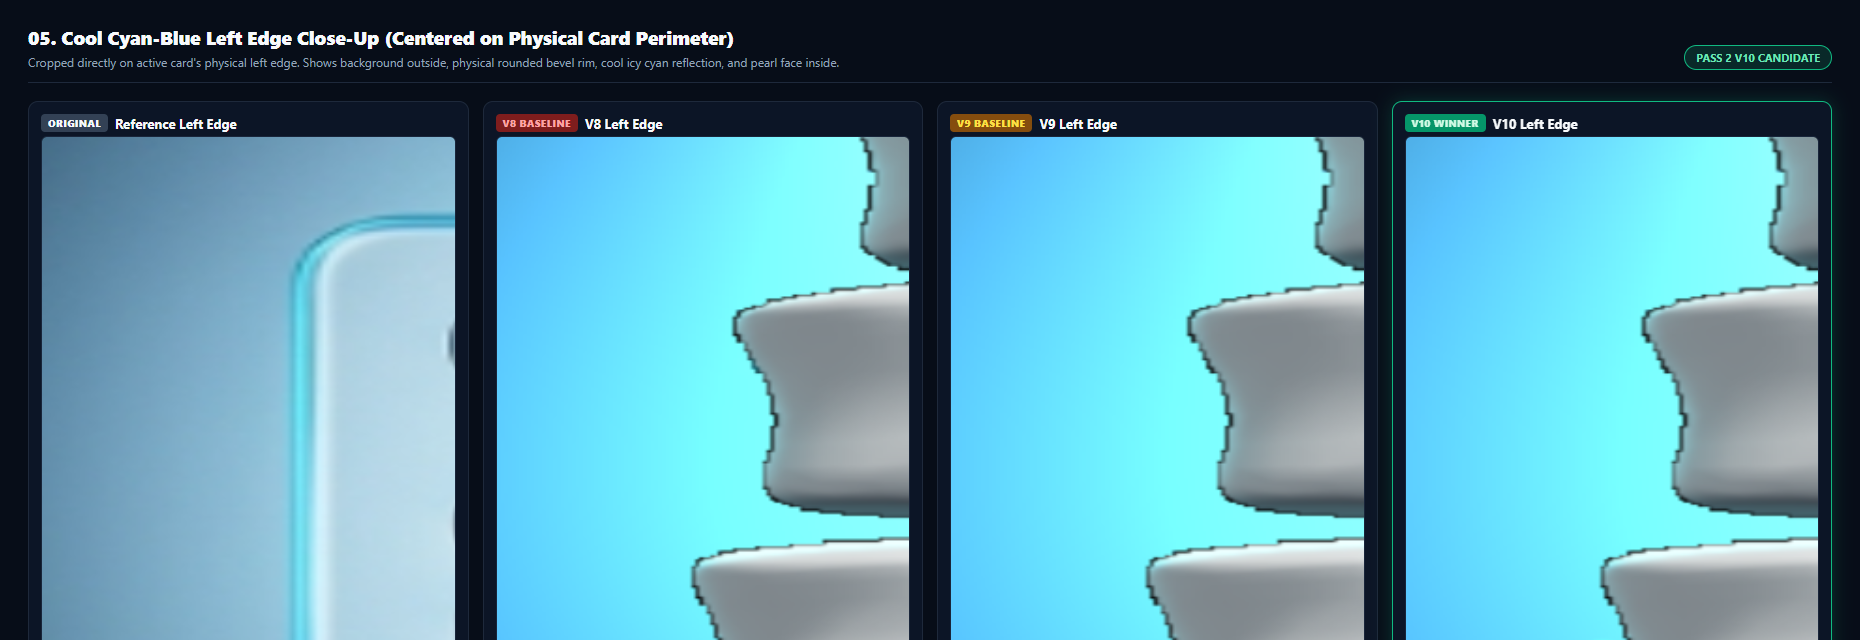 05. Cool Cyan-Blue Left Edge Close-Up (Centered on Physical Card Perimeter)
Cropped directly on active card's physical left edge. Shows background outside, physical rounded bevel rim, cool icy cyan reflection, and pearl face inside.
PASS 2 V10 CANDIDATE
ORIGINAL Reference Left Edge
V8 BASELINE V8 Left Edge
V9 BASELINE V9 Left Edge
V10 WINNER V10 Left Edge